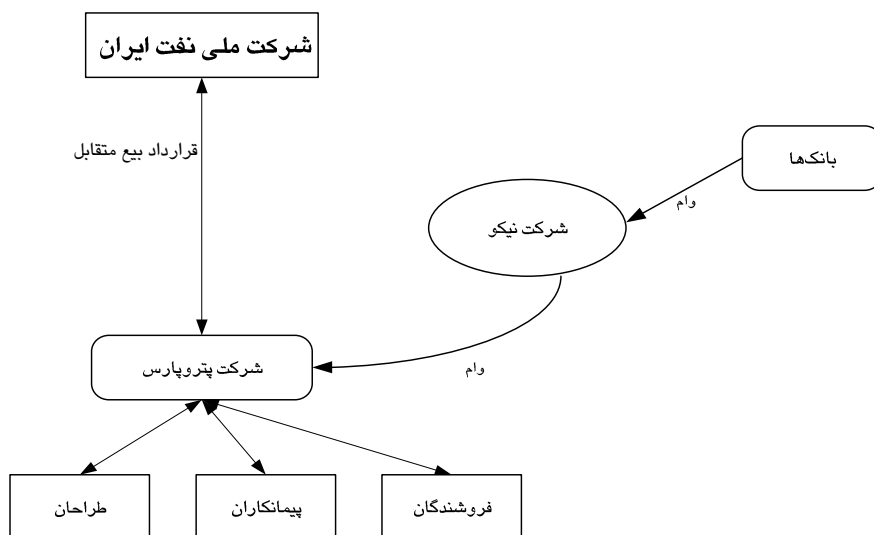 شرکت ملی نفت ایران
قرارداد بیع متقابل
بانک‌ها
وام
شرکت نیکو
شرکت پتروپارس
وام
فروشندگان
پیمانکاران
طراحان